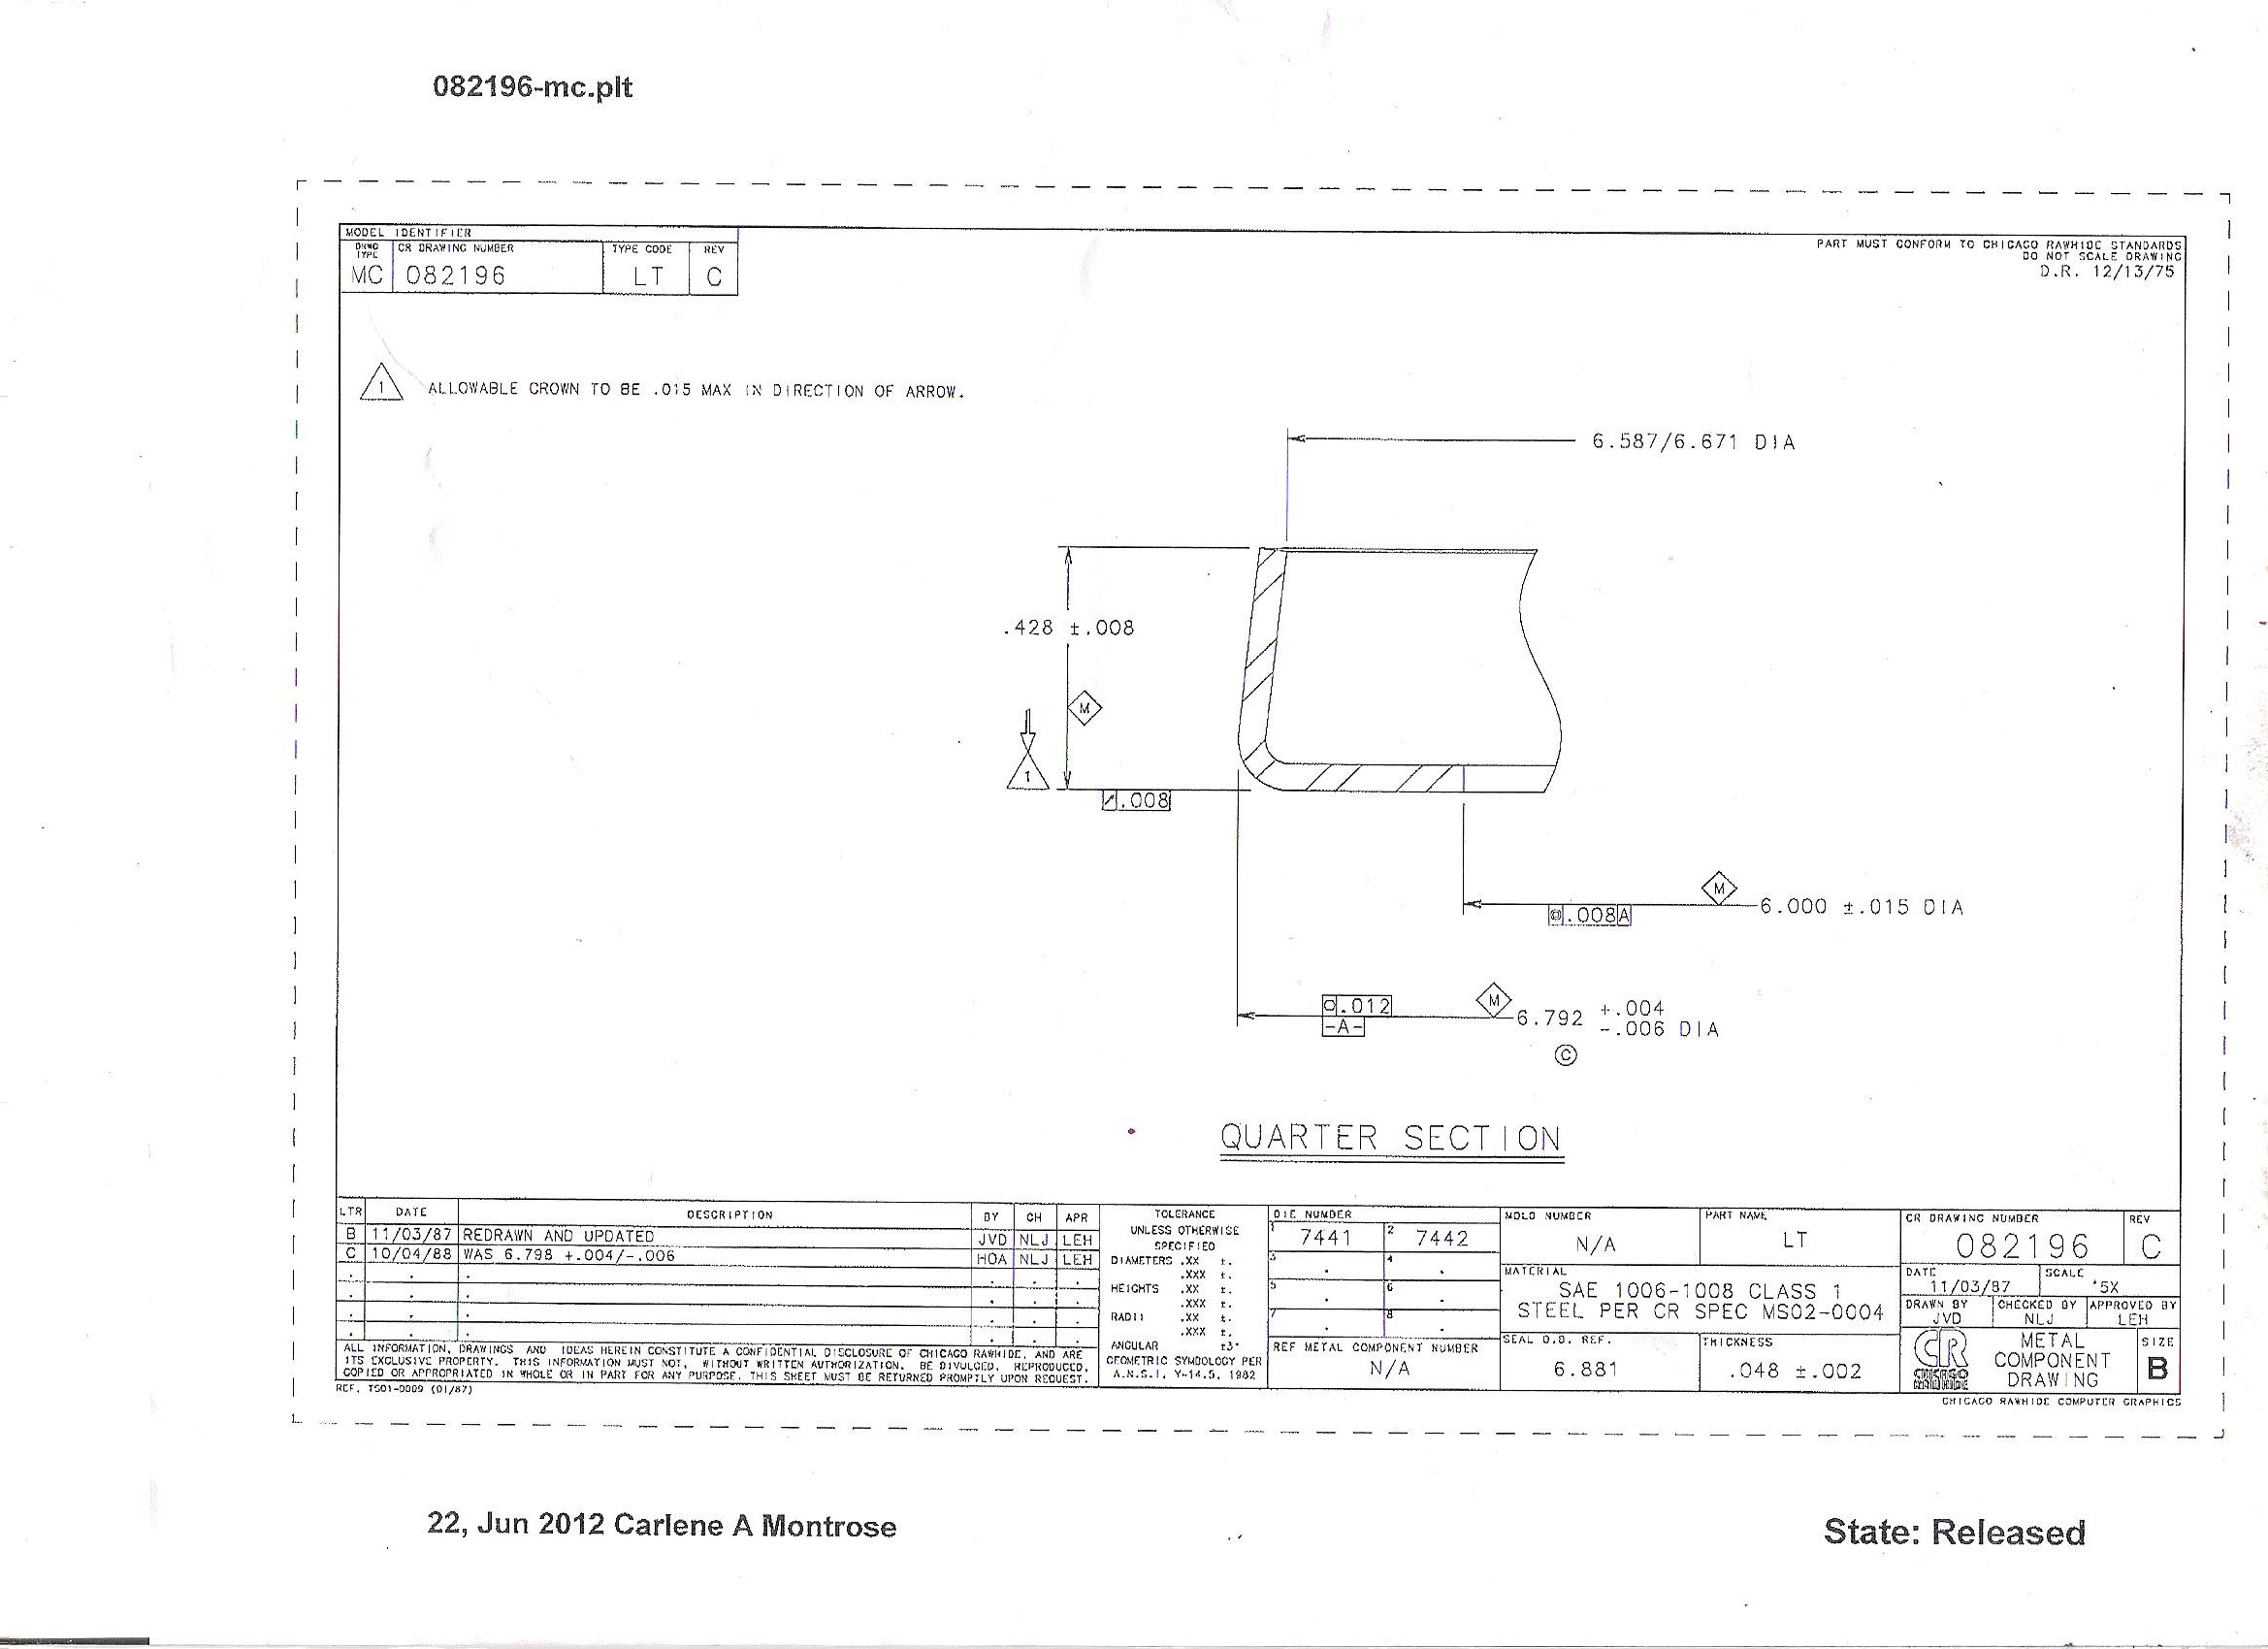 082196-mc.plt
MODEL IDENTIFIER
DRWG TYPE CR DRAWING NUMBER TYPE CODE REV
MC 082196 LT C
PART MUST CONFORM TO CHICAGO RAWHIDE STANDARDS
DO NOT SCALE DRAWING
D.R. 12/13/75
1 ALLOWABLE CROWN TO BE .015 MAX IN DIRECTION OF ARROW.
6.587/6.671 DIA
.428 ±.008
M
1
.008
M
.008 A
6.000 ±.015 DIA
.012
-A-
M
6.792 +.004
-.006 DIA
C
QUARTER SECTION
LTR DATE DESCRIPTION BY CH APR
B 11/03/87 REDRAWN AND UPDATED JVD NLJ LEH
C 10/04/88 WAS 6.798 +.004/-.006 HOA NLJ LEH
ALL INFORMATION, DRAWINGS AND IDEAS HEREIN CONSTITUTE A CONFIDENTIAL DISCLOSURE OF CHICAGO RAWHIDE, AND ARE
ITS EXCLUSIVE PROPERTY. THIS INFORMATION MUST NOT, WITHOUT WRITTEN AUTHORIZATION, BE DIVULGED, REPRODUCED,
COPIED OR APPROPRIATED IN WHOLE OR IN PART FOR ANY PURPOSE. THIS SHEET MUST BE RETURNED PROMPTLY UPON REQUEST.
REF. TS01-0009 (01/87)
TOLERANCE
UNLESS OTHERWISE
SPECIFIED
DIAMETERS .XX ±.
.XXX ±.
HEIGHTS .XX ±.
.XXX ±.
RADII .XX ±.
.XXX ±.
ANGULAR ±3°
GEOMETRIC SYMBOLOGY PER
A.N.S.I. Y-14.5, 1982
DIE NUMBER
1 7441 2 7442
3 4
5 6
7 8
REF METAL COMPONENT NUMBER
N/A
MOLD NUMBER
N/A
PART NAME
LT
MATERIAL
SAE 1006-1008 CLASS 1
STEEL PER CR SPEC MS02-0004
SEAL O.D. REF.
6.881
THICKNESS
.048 ±.002
CR DRAWING NUMBER REV
082196 C
DATE SCALE
11/03/87 5X
DRAWN BY CHECKED BY APPROVED BY
JVD NLJ LEH
CR
CHICAGO
RAWHIDE
METAL
COMPONENT
DRAWING
SIZE
B
CHICAGO RAWHIDE COMPUTER GRAPHICS
22, Jun 2012 Carlene A Montrose
State: Released